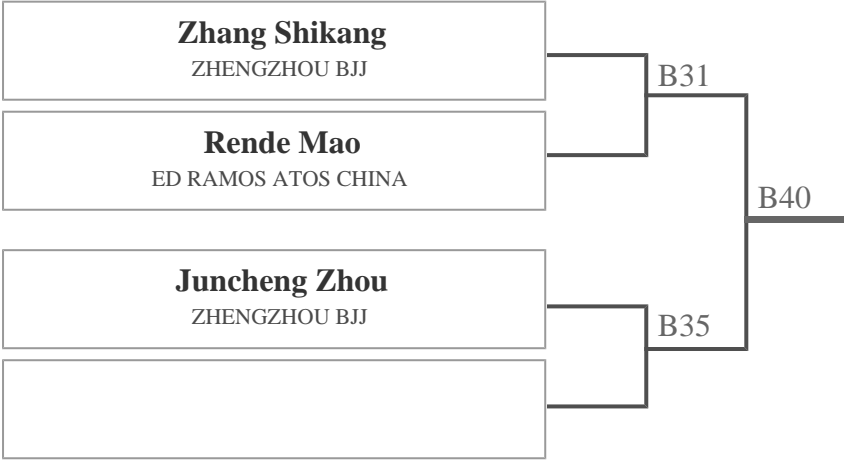 Zhang Shikang
ZHENGZHOU BJJ
B31
Rende Mao
ED RAMOS ATOS CHINA
B40
Juncheng Zhou
ZHENGZHOU BJJ
B35